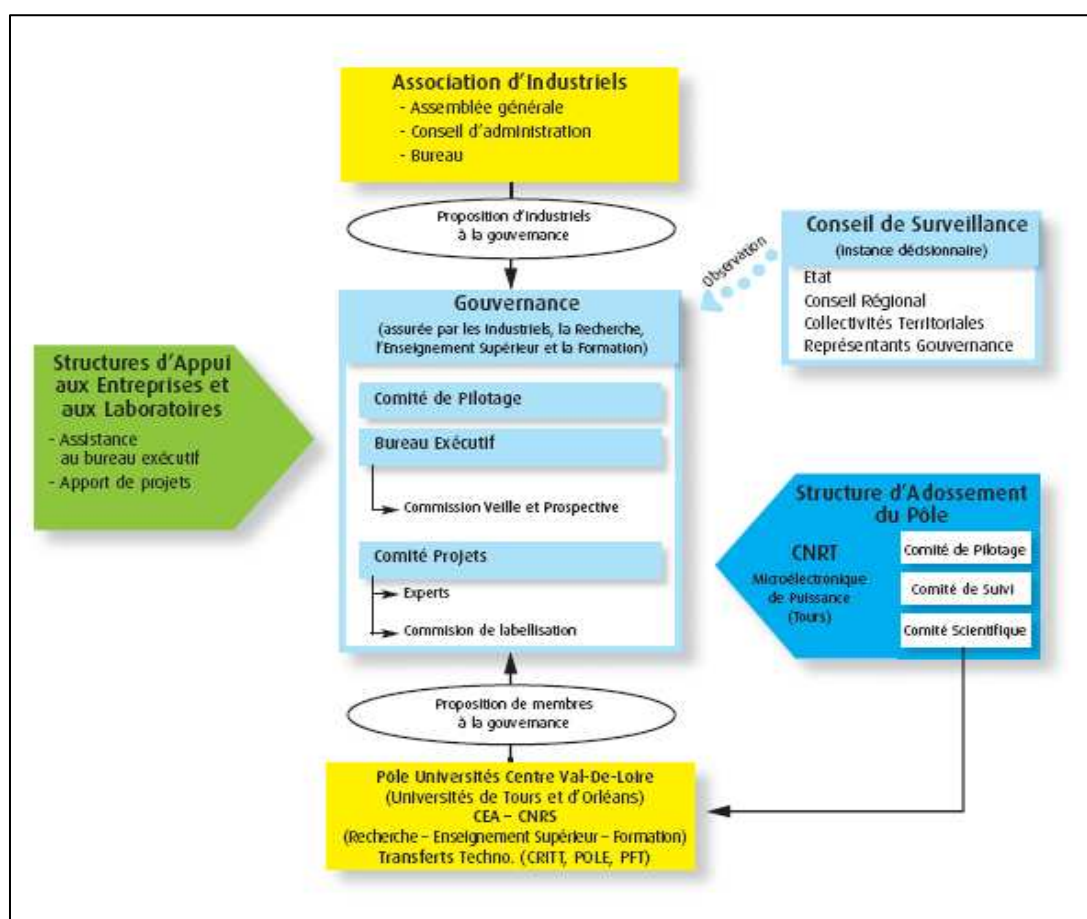 Association d'Industriels
- Assemblée générale
- Conseil d'administration
- Bureau
Proposition d'industriels
à la gouvernance
Observation
Conseil de Surveillance
(instance décisionnaire)
Etat
Conseil Régional
Collectivités Territoriales
Représentants Gouvernance
Gouvernance
(assurée par les Industriels, la Recherche,
l'Enseignement Supérieur et la Formation)
Comité de Pilotage
Bureau Exécutif
Commission Veille et Prospective
Comité Projets
Experts
Commision de labellisation
Structures d'Appui
aux Entreprises et
aux Laboratoires
- Assistance
au bureau exécutif
- Apport de projets
Structure d'Adossement
du Pôle
CNRT
Microélectronique
de Puissance
(Tours)
Comité de Pilotage
Comité de Suivi
Comité Scientifique
Proposition de membres
à la gouvernance
Pôle Universités Centre Val-De-Loire
(Universités de Tours et d'Orléans)
CEA – CNRS
(Recherche – Enseignement Supérieur – Formation)
Transferts Techno. (CRITT, POLE, PFT)